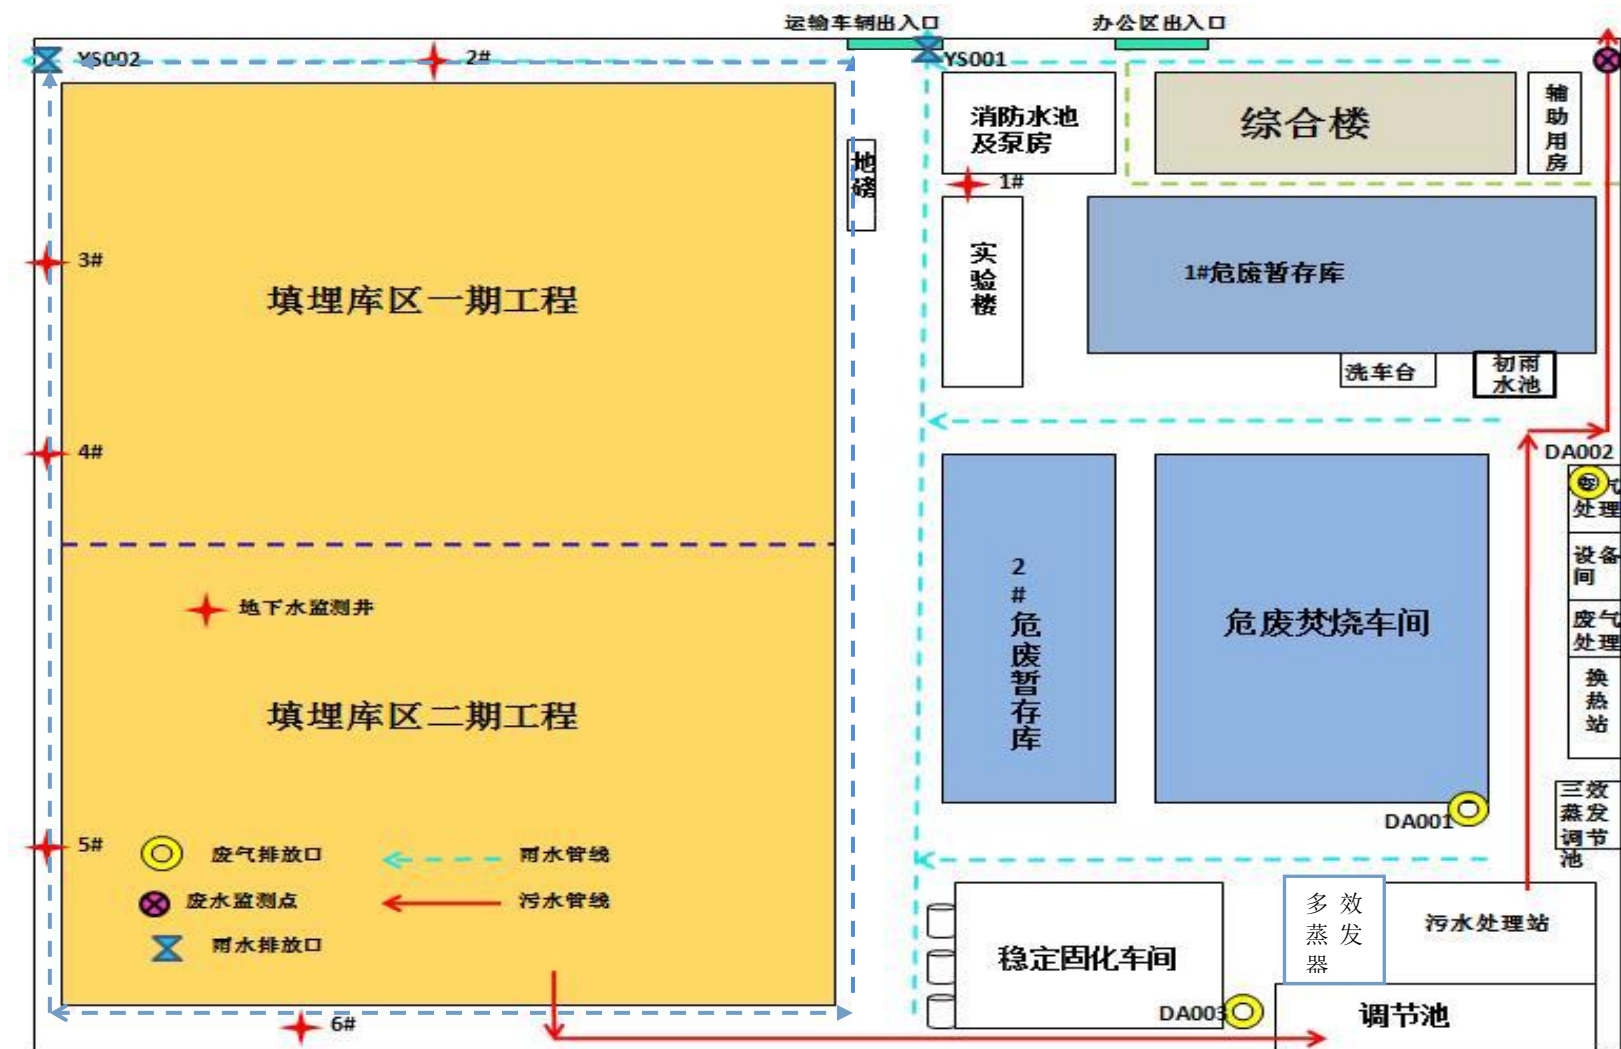 运输车辆出入口
办公区出入口
YS002
2#
YS001
消防水池
及泵房
综合楼
辅
助
用
房
地
磅
1#
实
验
楼
1#危废暂存库
3#
填埋库区一期工程
洗车台
初雨
水池
4#
DA002
废气
处理
设备
间
废气
处理
换
热
站
2
#
危
废
暂
存
库
危废焚烧车间
地下水监测井
填埋库区二期工程
三效
蒸发
调节
池
DA001
5#
废气排放口
雨水管线
废水监测点
污水管线
雨水排放口
多 效
蒸 发
器
污水处理站
稳定固化车间
DA003
调节池
6#